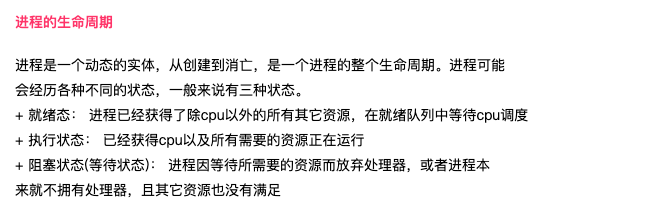 进程的生命周期
进程是一个动态的实体，从创建到消亡，是一个进程的整个生命周期。进程可能
会经历各种不同的状态，一般来说有三种状态。
+ 就绪态： 进程已经获得了除cpu以外的所有其它资源，在就绪队列中等待cpu调度
+ 执行状态： 已经获得cpu以及所有需要的资源正在运行
+ 阻塞状态(等待状态)： 进程因等待所需要的资源而放弃处理器，或者进程本
来就不拥有处理器，且其它资源也没有满足